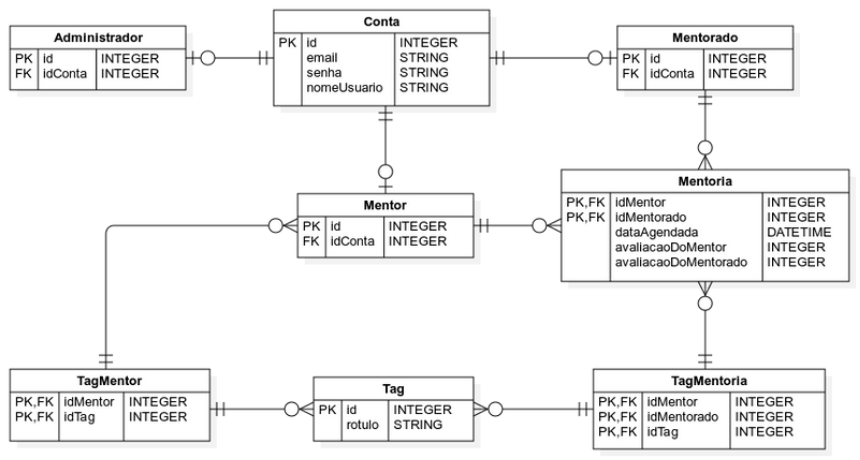 Administrador
PK id INTEGER
FK idConta INTEGER
Conta
PK id INTEGER
email STRING
senha STRING
nomeUsuario STRING
Mentorado
PK id INTEGER
FK idConta INTEGER
Mentor
PK id INTEGER
FK idConta INTEGER
Mentoria
PK,FK idMentor INTEGER
PK,FK idMentorado INTEGER
dataAgendada DATETIME
avaliacaoDoMentor INTEGER
avaliacaoDoMentorado INTEGER
TagMentor
PK,FK idMentor INTEGER
PK,FK idTag INTEGER
Tag
PK id INTEGER
rotulo STRING
TagMentoria
PK,FK idMentor INTEGER
PK,FK idMentorado INTEGER
PK,FK idTag INTEGER